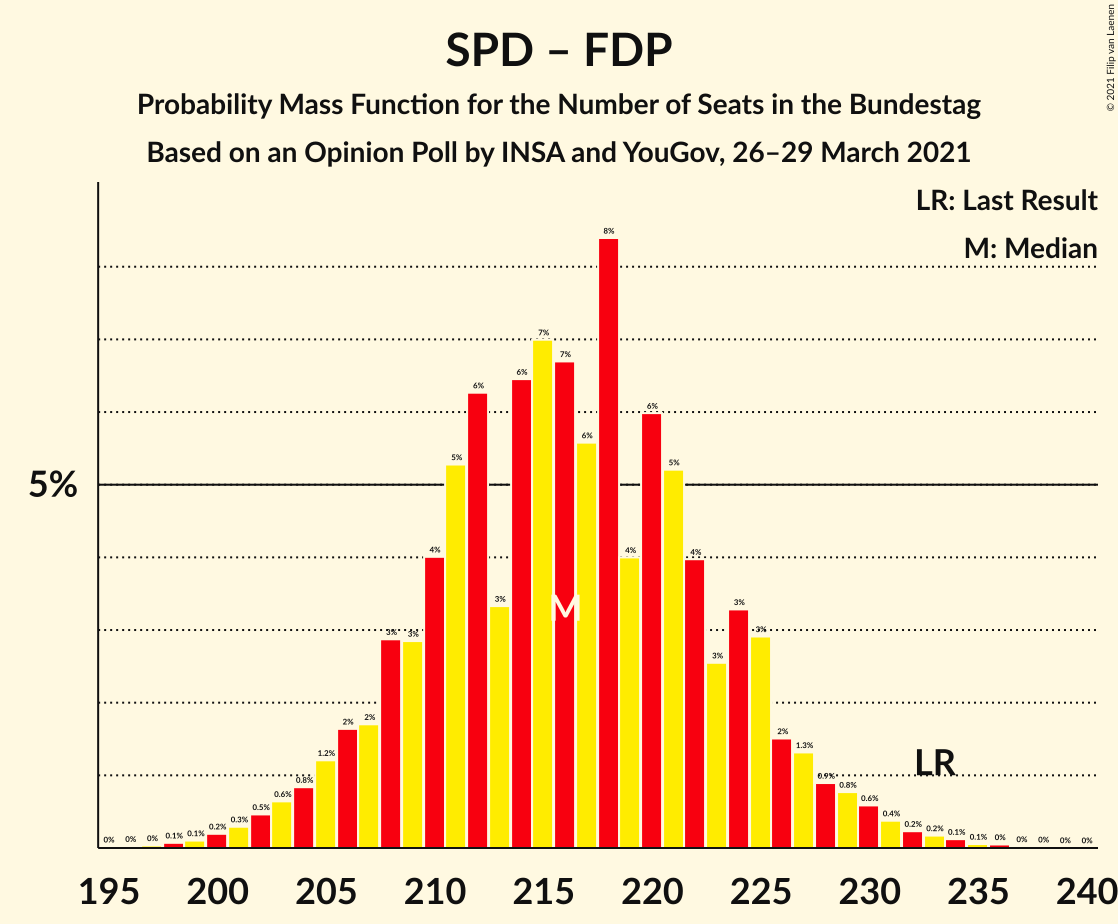 SPD – FDP
Probability Mass Function for the Number of Seats in the Bundestag
Based on an Opinion Poll by INSA and YouGov, 26–29 March 2021
© 2021 Filip van Laenen
LR: Last Result
M: Median
5%
0% 0% 0% 0.1% 0.1% 0.2% 0.3% 0.5% 0.6% 0.8% 1.2% 2% 2% 3% 3% 4% 5% 6% 3% 6% 7% 7% 6% 8% 4% 6% 5% 4% 3% 3% 3% 2% 1.3% 0.9% 0.8% 0.6% 0.4% 0.2% 0.2% 0.1% 0.1% 0% 0% 0% 0% 0%
M
LR
195 200 205 210 215 220 225 230 235 240